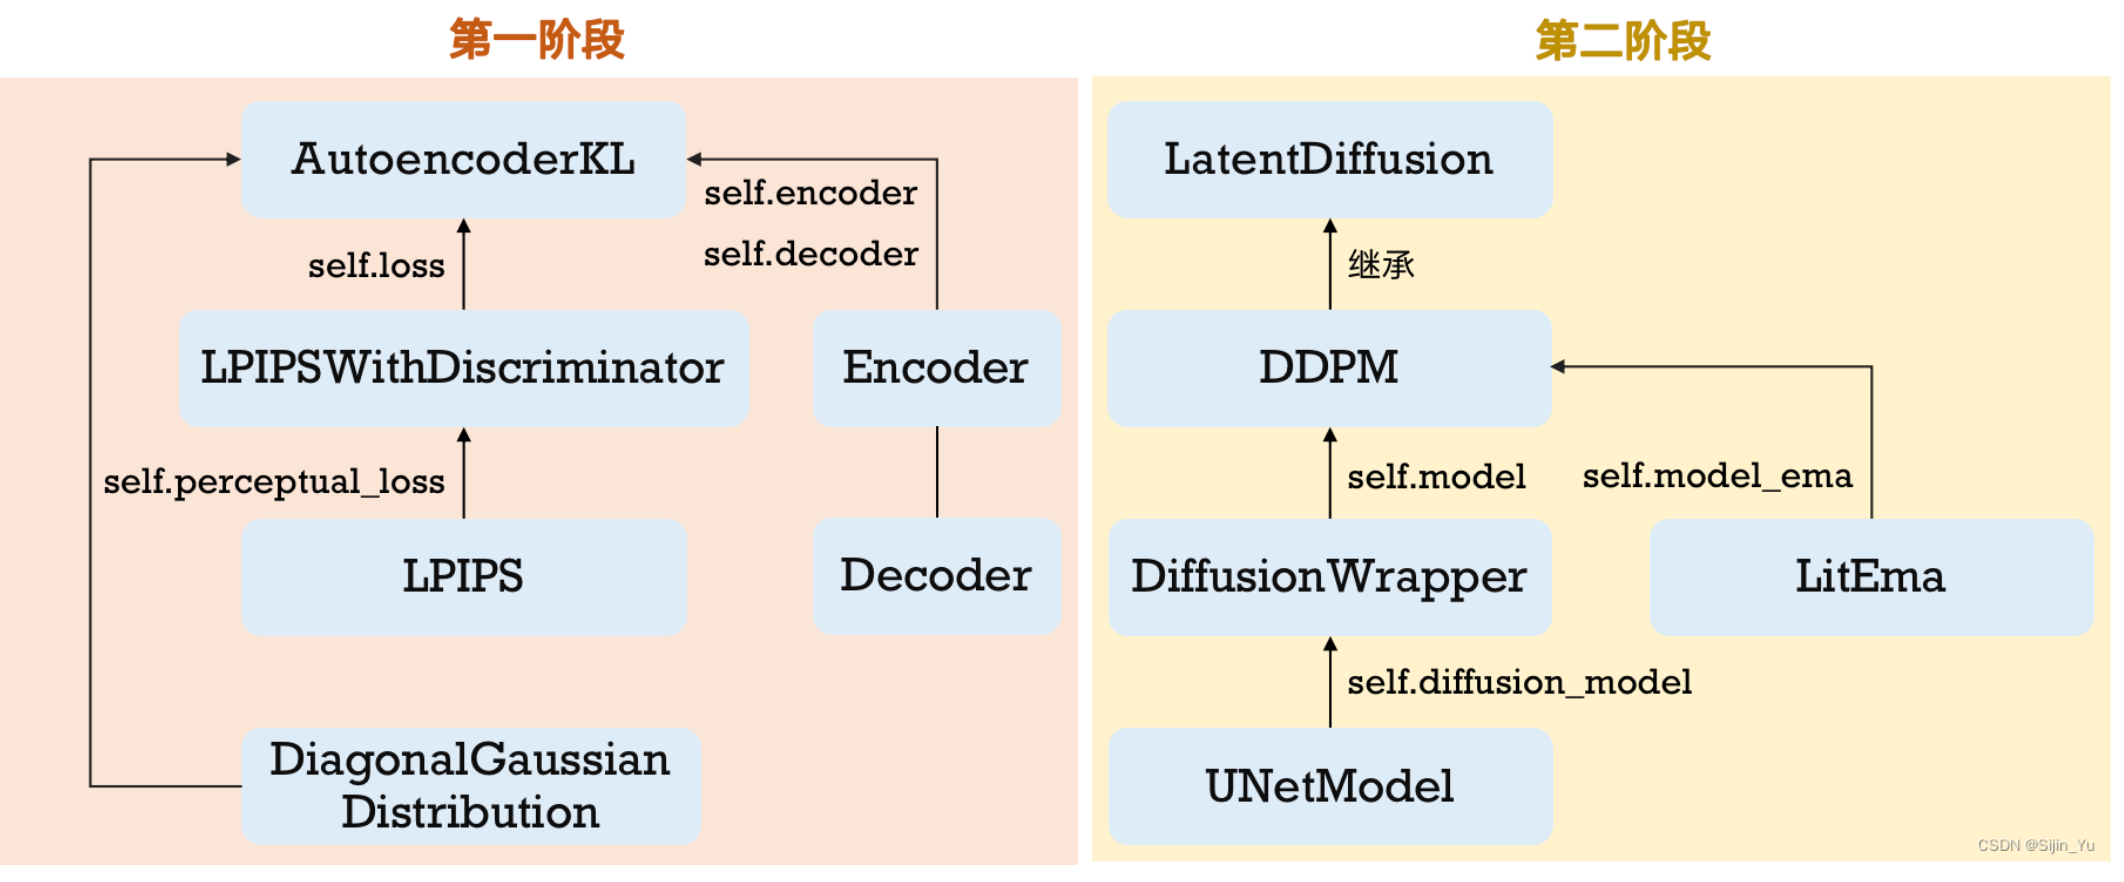 第一阶段
AutoencoderKL
self.encoder
self.decoder
self.loss
LPIPSWithDiscriminator
Encoder
self.perceptual_loss
LPIPS
Decoder
DiagonalGaussian
Distribution
第二阶段
LatentDiffusion
继承
DDPM
self.model
self.model_ema
DiffusionWrapper
LitEma
self.diffusion_model
UNetModel
CSDN @Sijin_Yu